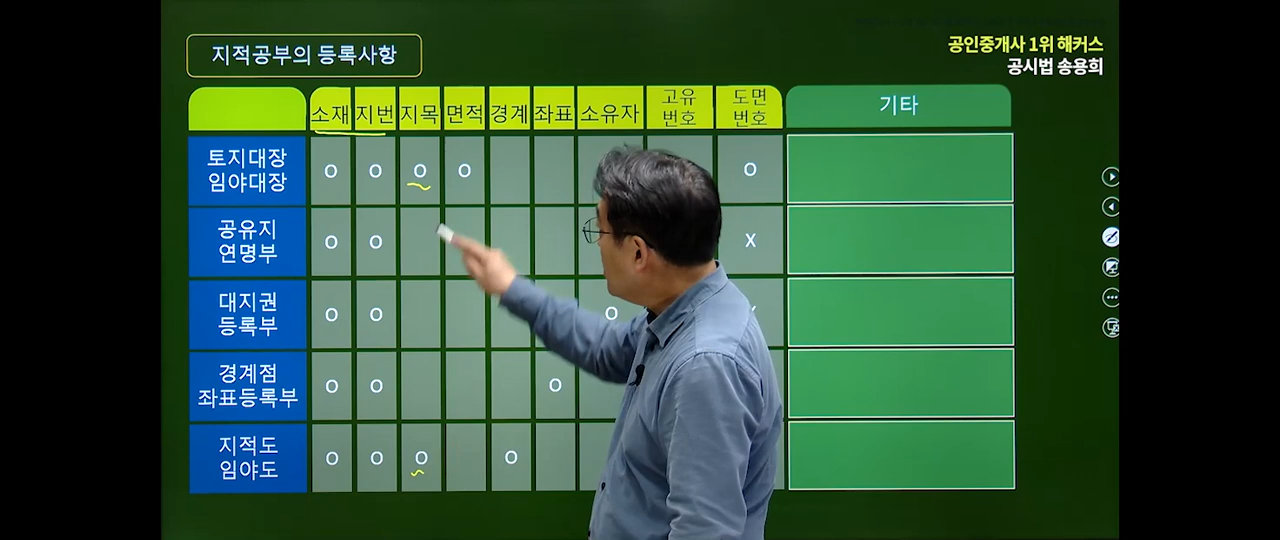 지적공부의 등록사항
공인중개사 1위 해커스
공시법 송용희
소재 지번 지목 면적 경계 좌표 소유자 고유번호 도면번호 기타
토지대장
임야대장
O O O O O
공유지
연명부
O O X
대지권
등록부
O O O
경계점
좌표등록부
O O O
지적도
임야도
O O O O